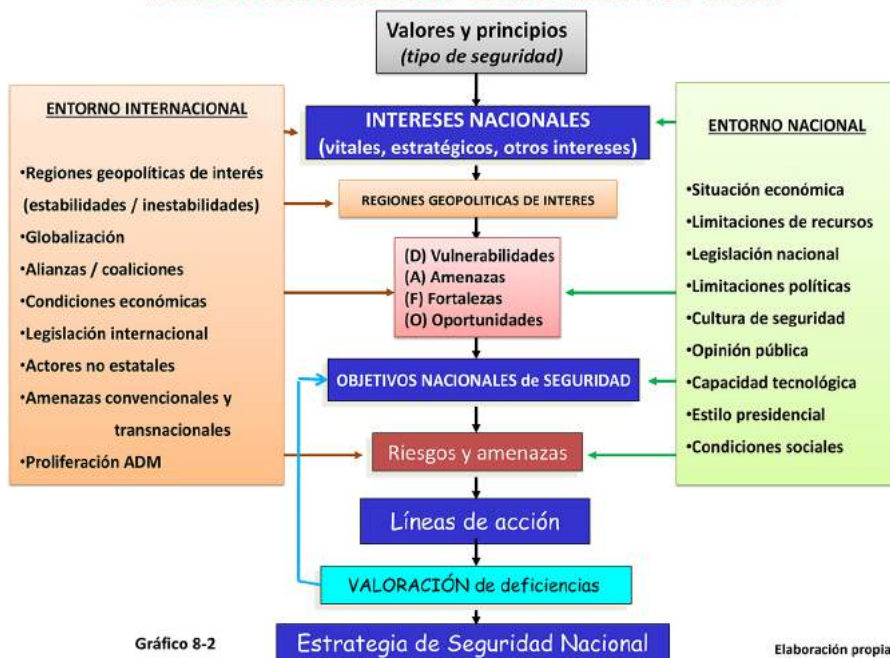 Valores y principios
(tipo de seguridad)
ENTORNO INTERNACIONAL
•Regiones geopolíticas de interés
(estabilidades / inestabilidades)
•Globalización
•Alianzas / coaliciones
•Condiciones económicas
•Legislación internacional
•Actores no estatales
•Amenazas convencionales y
transnacionales
•Proliferación ADM
INTERESES NACIONALES
(vitales, estratégicos, otros intereses)
REGIONES GEOPOLITICAS DE INTERES
(D) Vulnerabilidades
(A) Amenazas
(F) Fortalezas
(O) Oportunidades
OBJETIVOS NACIONALES de SEGURIDAD
Riesgos y amenazas
Líneas de acción
VALORACIÓN de deficiencias
Estrategia de Seguridad Nacional
ENTORNO NACIONAL
•Situación económica
•Limitaciones de recursos
•Legislación nacional
•Limitaciones políticas
•Cultura de seguridad
•Opinión pública
•Capacidad tecnológica
•Estilo presidencial
•Condiciones sociales
Gráfico 8-2
Elaboración propia